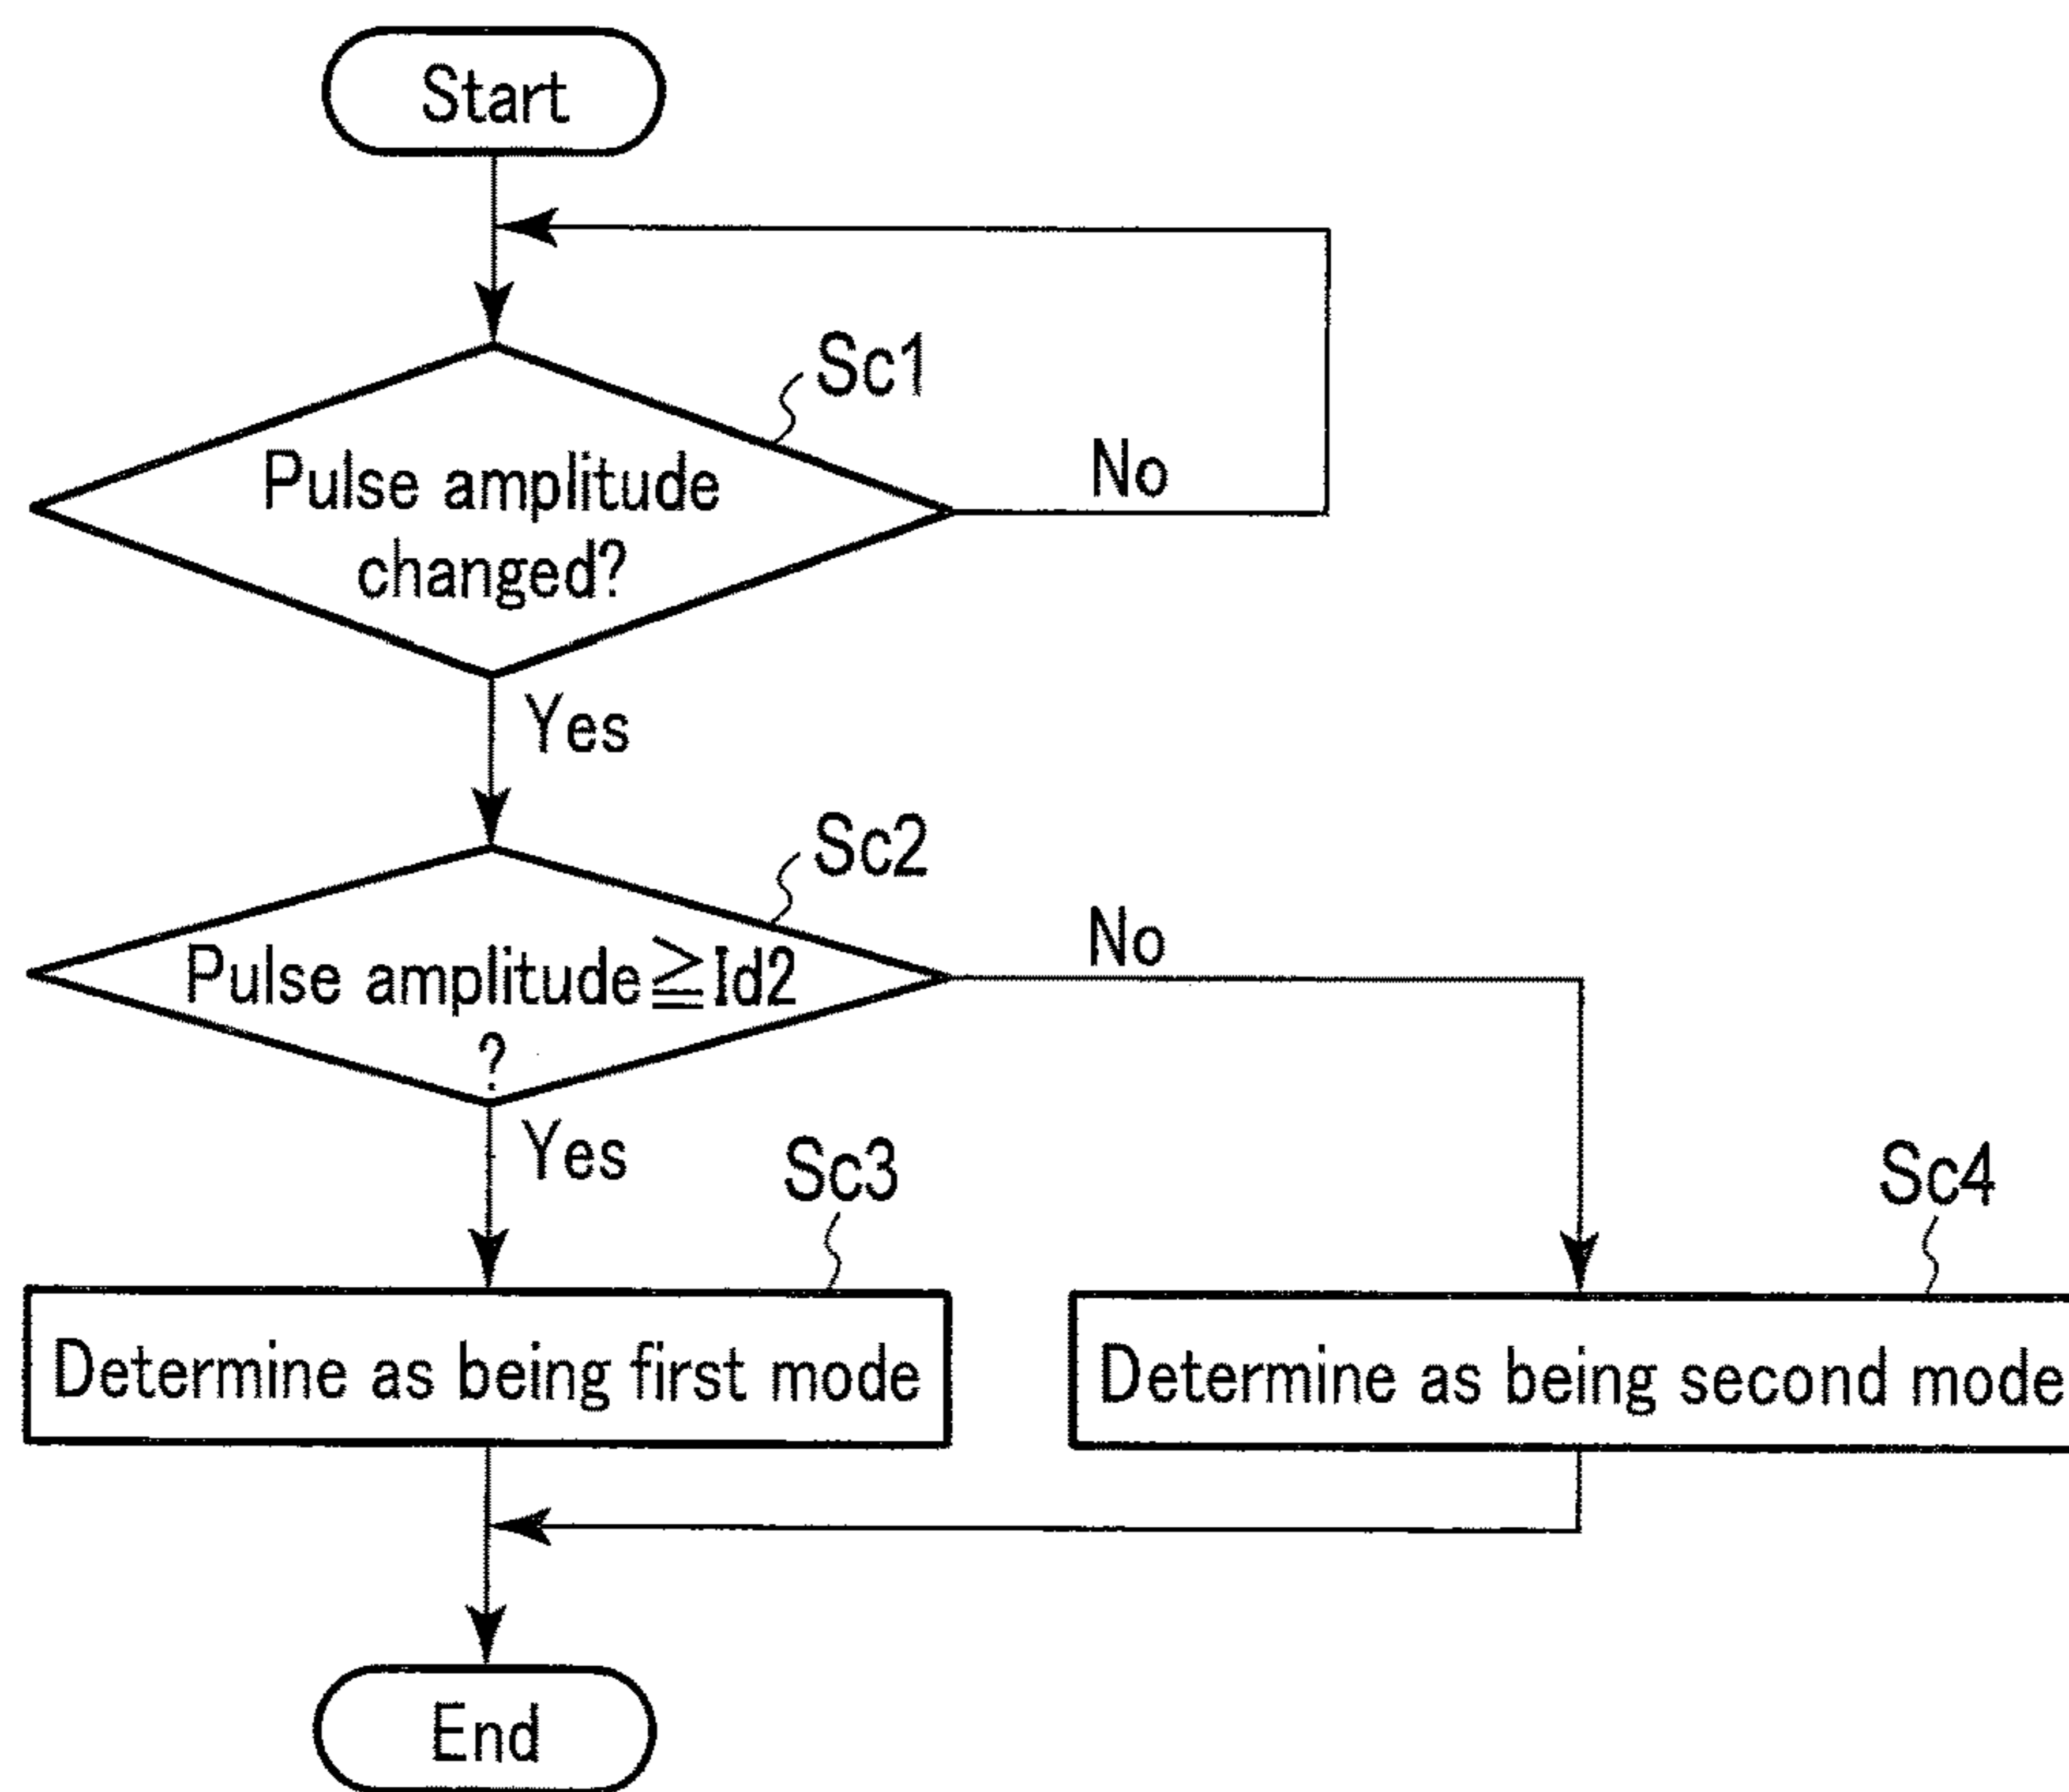 Start
Sc1
Pulse amplitude
changed?
No
Yes
Sc2
Pulse amplitude≧Id2
?
No
Yes
Sc3
Sc4
Determine as being first mode
Determine as being second mode
End